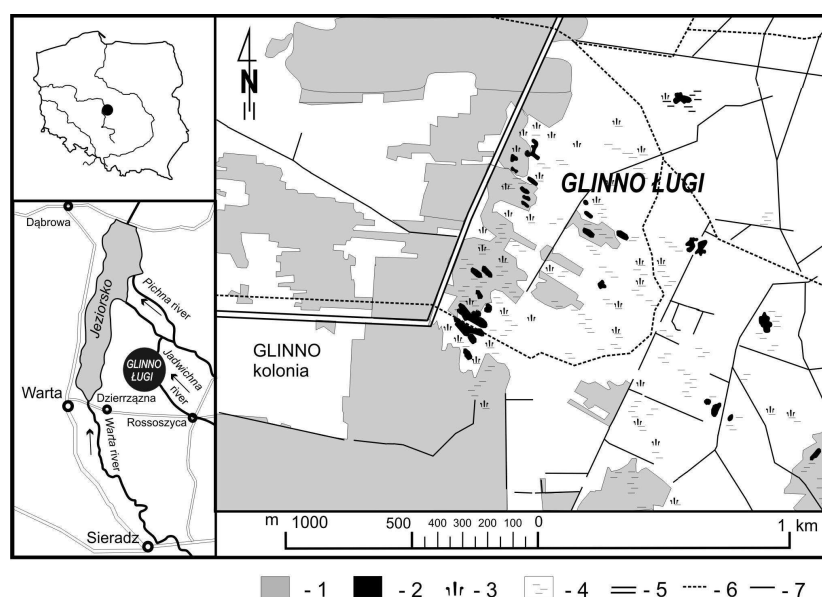 N
GLINNO ŁUGI
GLINNO
kolonia
Dąbrowa
Jeziorsko
Pichna river
Jadwichna
river
GLINNO
ŁUGI
Warta
Dzierrzązna
Rossoszyca
Warta river
Sieradz
m 1000 500 400 300 200 100 0 1 km
- 1 - 2 - 3 - 4 - 5 - 6 - 7